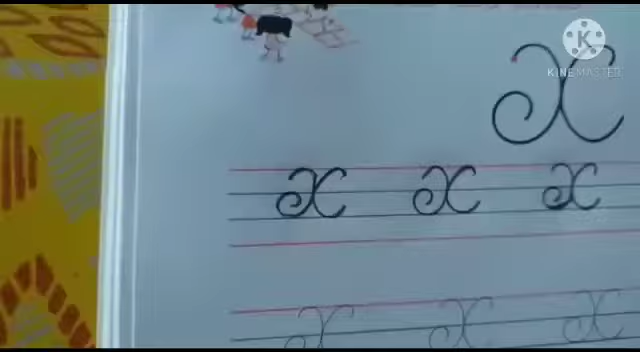 K
KINEMASTER
X
X X X
X X X